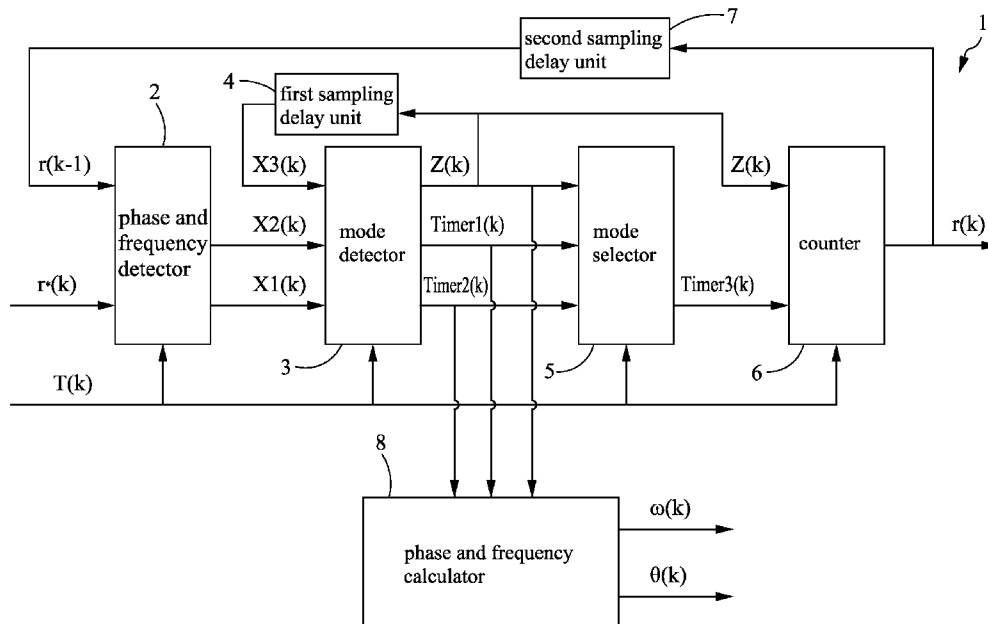 7
1
second sampling
delay unit
4
first sampling
delay unit
2
r(k-1)
X3(k)
Z(k)
Z(k)
phase and
frequency
detector
X2(k)
mode
detector
Timer1(k)
mode
selector
counter
r(k)
r*(k)
X1(k)
Timer2(k)
Timer3(k)
3
5
6
T(k)
8
phase and frequency
calculator
ω(k)
θ(k)